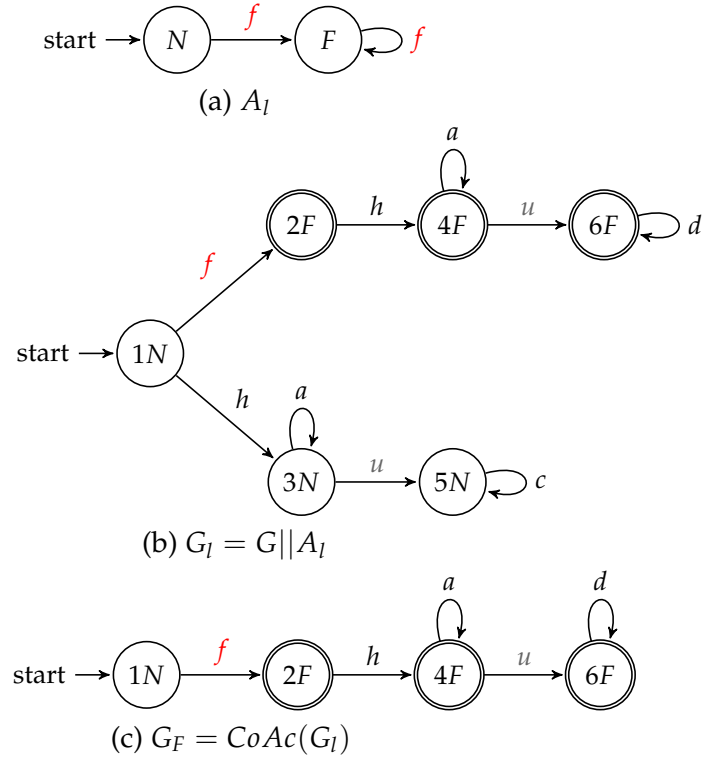 f
start N F f
(a) A_l
a
2F h 4F u 6F d
f
start 1N
h a
3N u 5N c
(b) G_l = G||A_l
a d
start 1N f 2F h 4F u 6F
(c) G_F = CoAc(G_l)